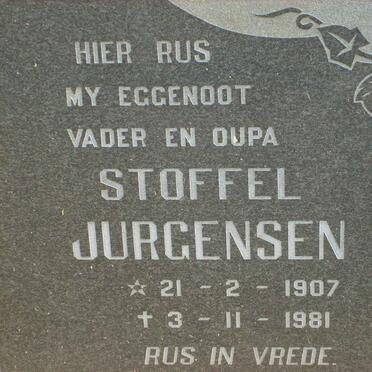 HIER RUS
MY EGGENOOT
VADER EN OUPA
STOFFEL
JURGENSEN
☆ 21 - 2 - 1907
✝ 3 - 11 - 1981
RUS IN VREDE.